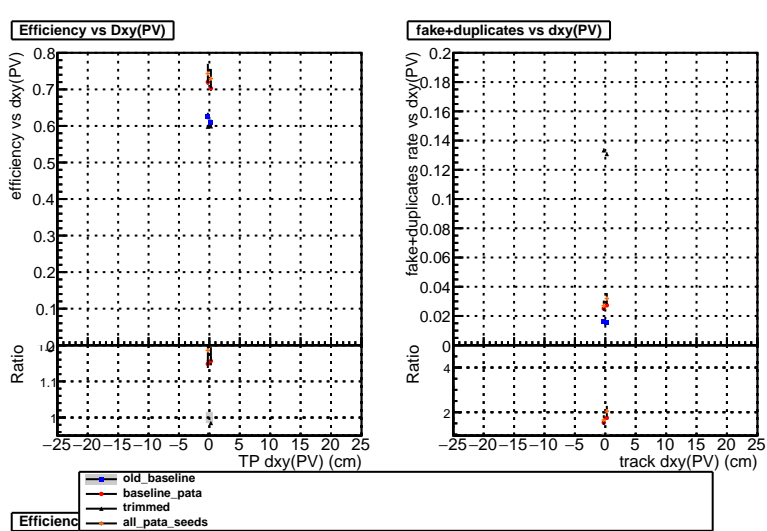 Efficiency vs Dxy(PV)
efficiency vs dxy(PV)
0.8
0.7
0.6
0.5
0.4
0.3
0.2
0.1
0
Ratio
1.1
1
−25 −20 −15 −10 −5 0 5 10 15 20 25
TP dxy(PV) (cm)
fake+duplicates vs dxy(PV)
fake+duplicates rate vs dxy(PV)
0.2
0.18
0.16
0.14
0.12
0.1
0.08
0.06
0.04
0.02
0
Ratio
4
2
−25 −20 −15 −10 −5 0 5 10 15 20 25
track dxy(PV) (cm)
old_baseline
baseline_pata
trimmed
all_pata_seeds
Efficienc